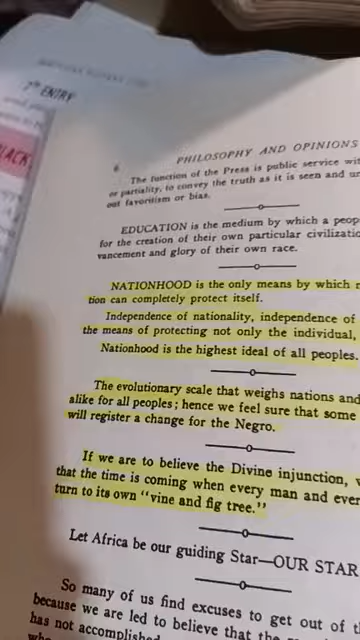 2ND ENTRY
LACK
6
PHILOSOPHY AND OPINIONS
The function of the Press is public service wit
or partiality, to convey the truth as it is seen and un
out favoritism or bias.
EDUCATION is the medium by which a peop
for the creation of their own particular civilizatio
vancement and glory of their own race.
NATIONHOOD is the only means by which
tion can completely protect itself.
Independence of nationality, independence of
the means of protecting not only the individual,
Nationhood is the highest ideal of all peoples.
The evolutionary scale that weighs nations and
alike for all peoples; hence we feel sure that some
will register a change for the Negro.
If we are to believe the Divine injunction,
that the time is coming when every man and ever
turn to its own "vine and fig tree."
Let Africa be our guiding Star—OUR STAR
So many of us find excuses to get out of t
because we are led to believe that the
has not accomplished